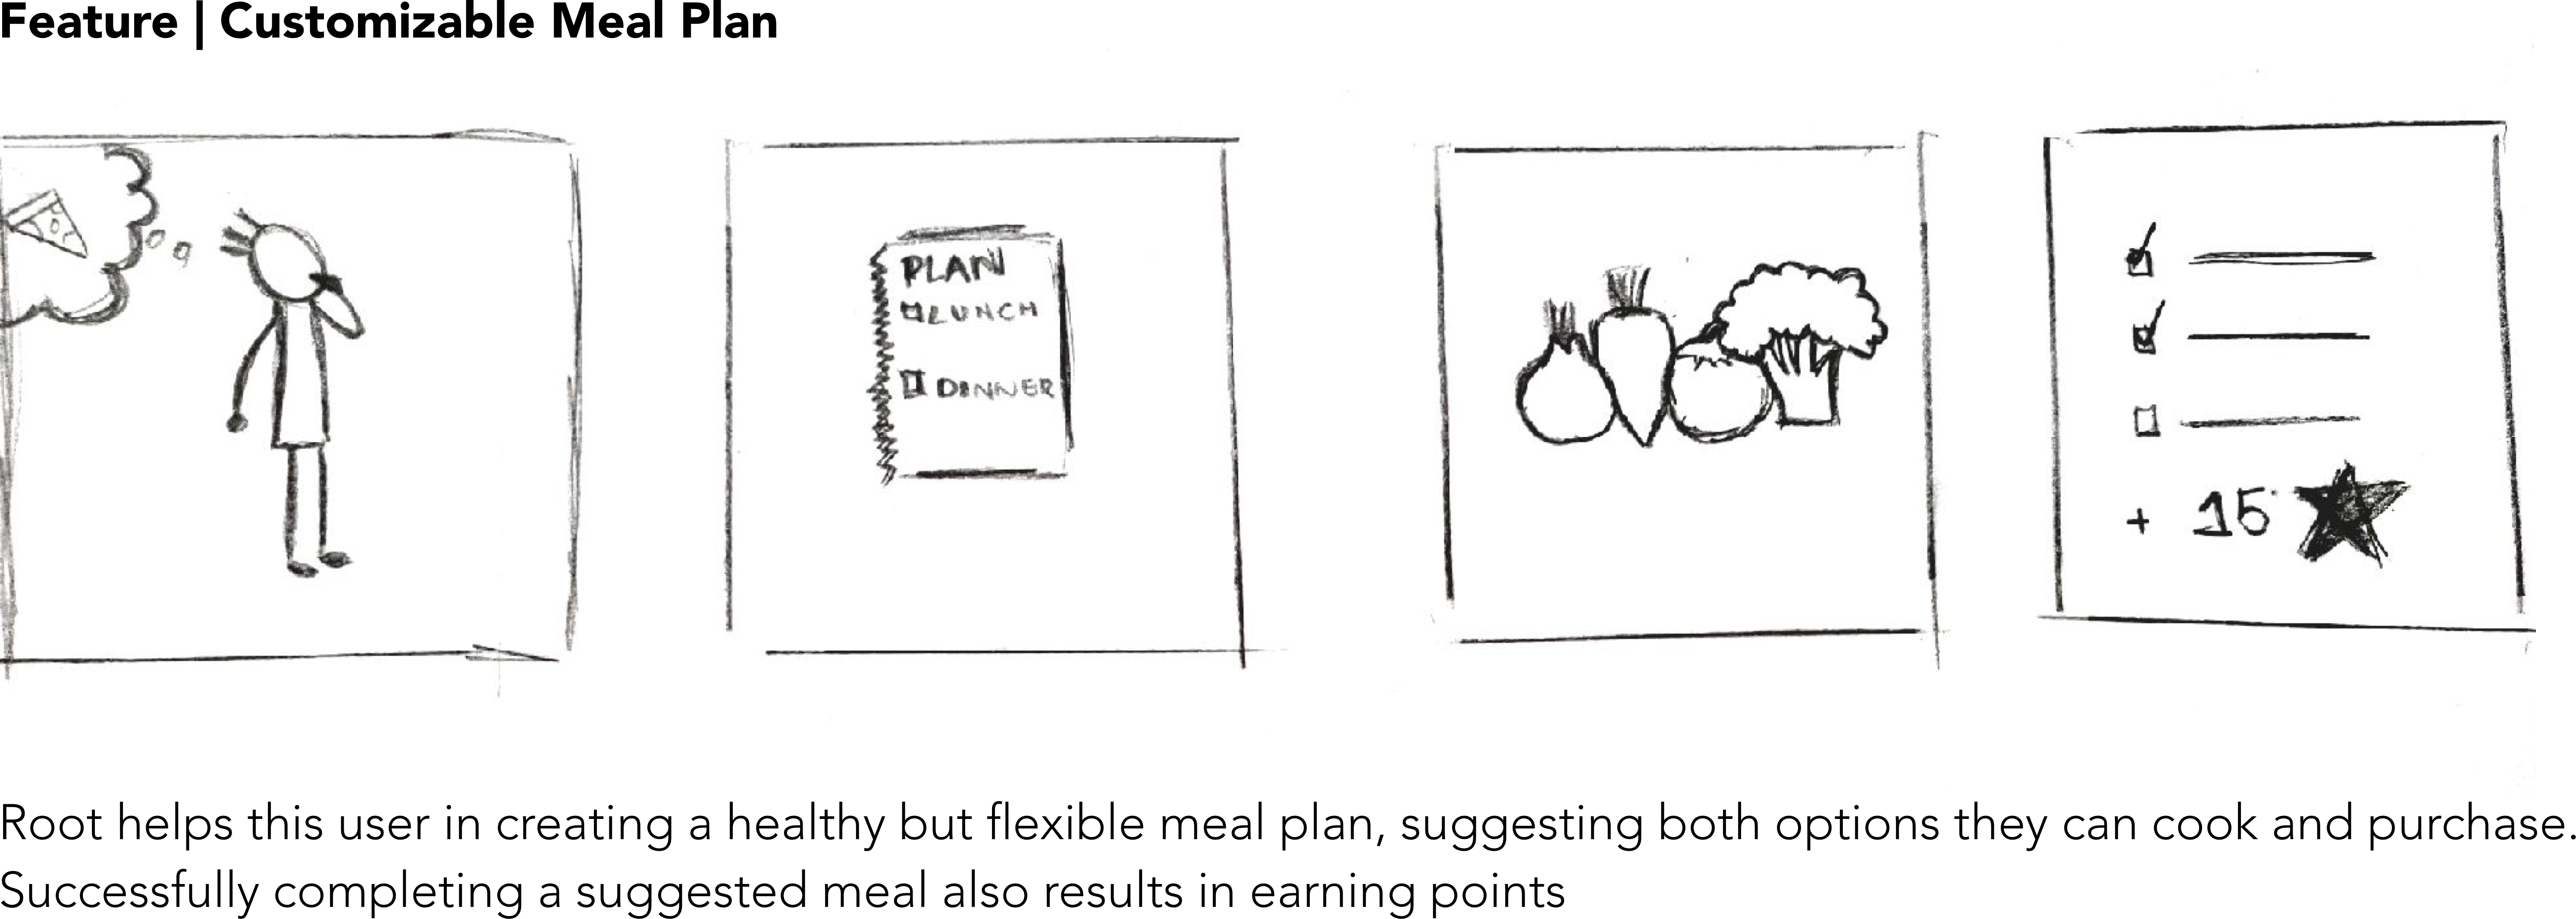 Feature | Customizable Meal Plan
PLAN
LUNCH
DINNER
+ 15
Root helps this user in creating a healthy but flexible meal plan, suggesting both options they can cook and purchase.
Successfully completing a suggested meal also results in earning points